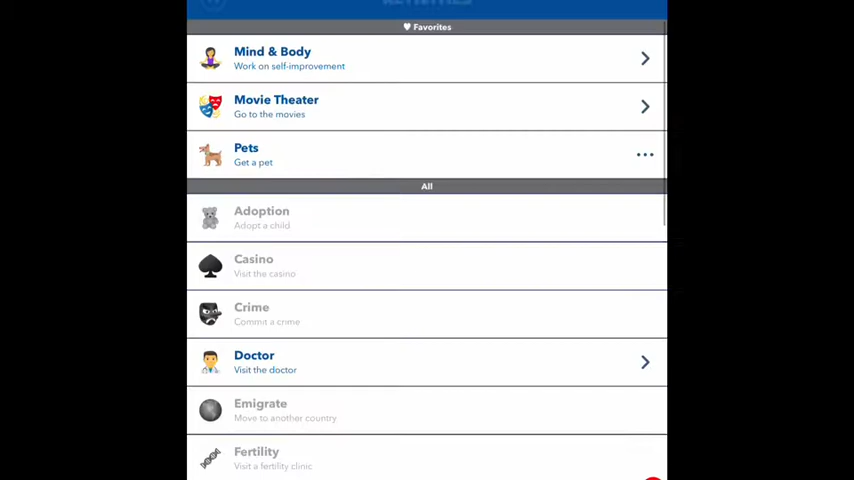 Favorites
Mind & Body
Work on self-improvement
Movie Theater
Go to the movies
Pets
Get a pet
All
Adoption
Adopt a child
Casino
Visit the casino
Crime
Commit a crime
Doctor
Visit the doctor
Emigrate
Move to another country
Fertility
Visit a fertility clinic